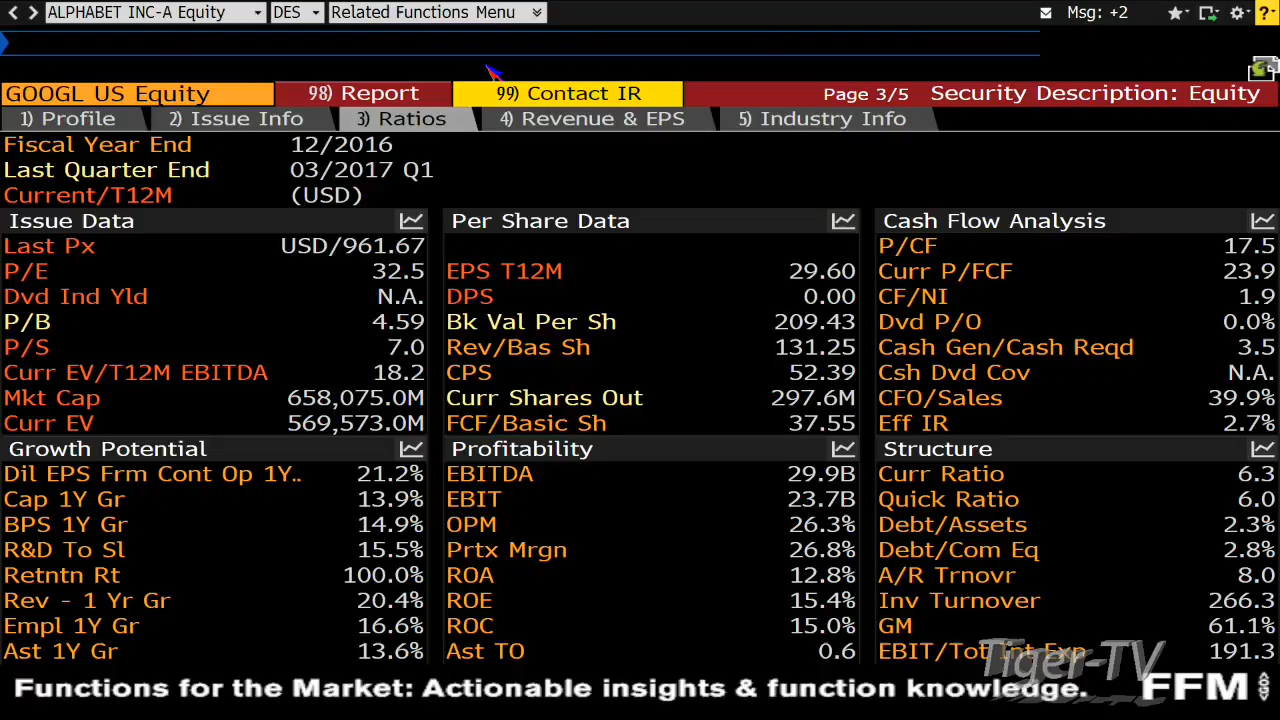 ALPHABET INC-A Equity DES Related Functions Menu Msg: +2 ?
GOOGL US Equity 98) Report 99) Contact IR Page 3/5 Security Description: Equity
1) Profile 2) Issue Info 3) Ratios 4) Revenue & EPS 5) Industry Info
Fiscal Year End 12/2016
Last Quarter End 03/2017 Q1
Current/T12M (USD)
Issue Data
Last Px USD/961.67
P/E 32.5
Dvd Ind Yld N.A.
P/B 4.59
P/S 7.0
Curr EV/T12M EBITDA 18.2
Mkt Cap 658,075.0M
Curr EV 569,573.0M
Per Share Data
EPS T12M 29.60
DPS 0.00
Bk Val Per Sh 209.43
Rev/Bas Sh 131.25
CPS 52.39
Curr Shares Out 297.6M
FCF/Basic Sh 37.55
Cash Flow Analysis
P/CF 17.5
Curr P/FCF 23.9
CF/NI 1.9
Dvd P/O 0.0%
Cash Gen/Cash Reqd 3.5
Csh Dvd Cov N.A.
CFO/Sales 39.9%
Eff IR 2.7%
Growth Potential
Dil EPS Frm Cont Op 1Y.. 21.2%
Cap 1Y Gr 13.9%
BPS 1Y Gr 14.9%
R&D To Sl 15.5%
Retntn Rt 100.0%
Rev - 1 Yr Gr 20.4%
Empl 1Y Gr 16.6%
Ast 1Y Gr 13.6%
Profitability
EBITDA 29.9B
EBIT 23.7B
OPM 26.3%
Prtx Mrgn 26.8%
ROA 12.8%
ROE 15.4%
ROC 15.0%
Ast TO 0.6
Structure
Curr Ratio 6.3
Quick Ratio 6.0
Debt/Assets 2.3%
Debt/Com Eq 2.8%
A/R Trnovr 8.0
Inv Turnover 266.3
GM 61.1%
EBIT/Tot Int Exp 191.3
Tiger-TV
Functions for the Market: Actionable insights & function knowledge. FFM